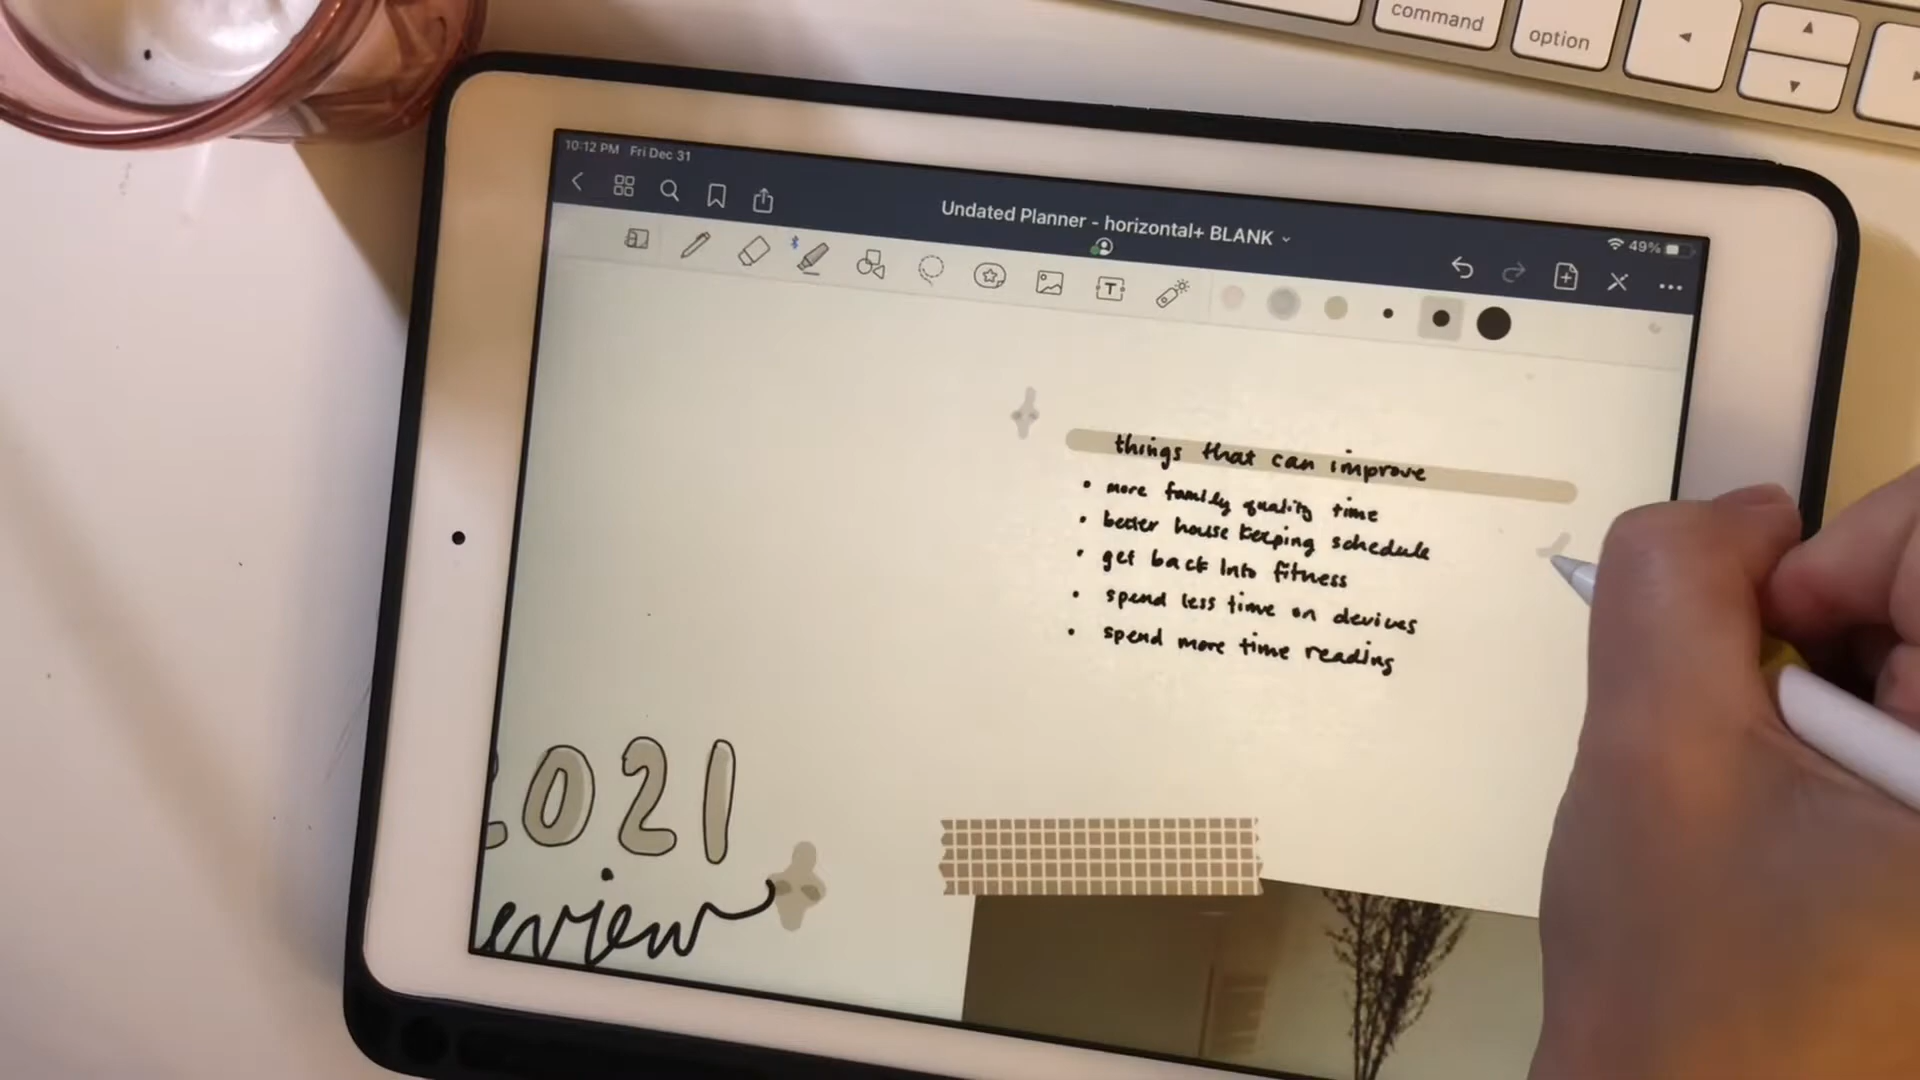 command
option
10:12 PM Fri Dec 31
Undated Planner - horizontal+ BLANK
49%
T
things that can improve
• more family quality time
• better house keeping schedule
• get back into fitness
• spend less time on devices
• spend more time reading
2021
eview